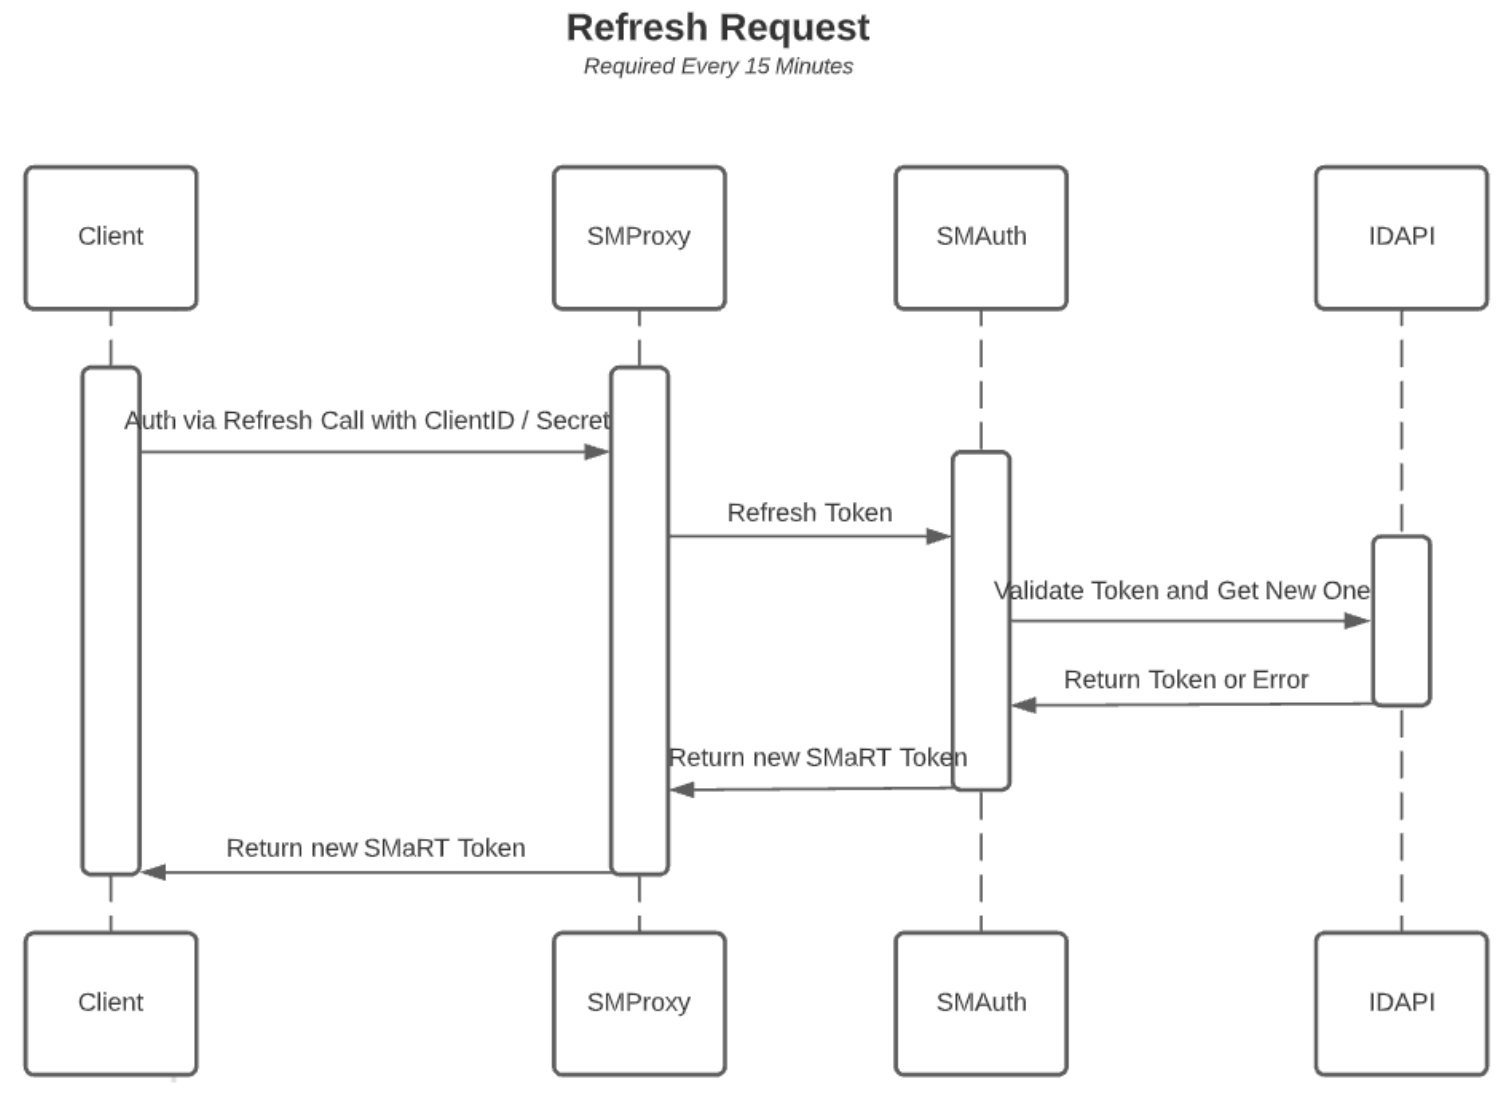 Refresh Request
Required Every 15 Minutes
Client
SMProxy
SMAuth
IDAPI
Auth via Refresh Call with ClientID / Secret
Refresh Token
Validate Token and Get New One
Return Token or Error
Return new SMaRT Token
Return new SMaRT Token
Client
SMProxy
SMAuth
IDAPI